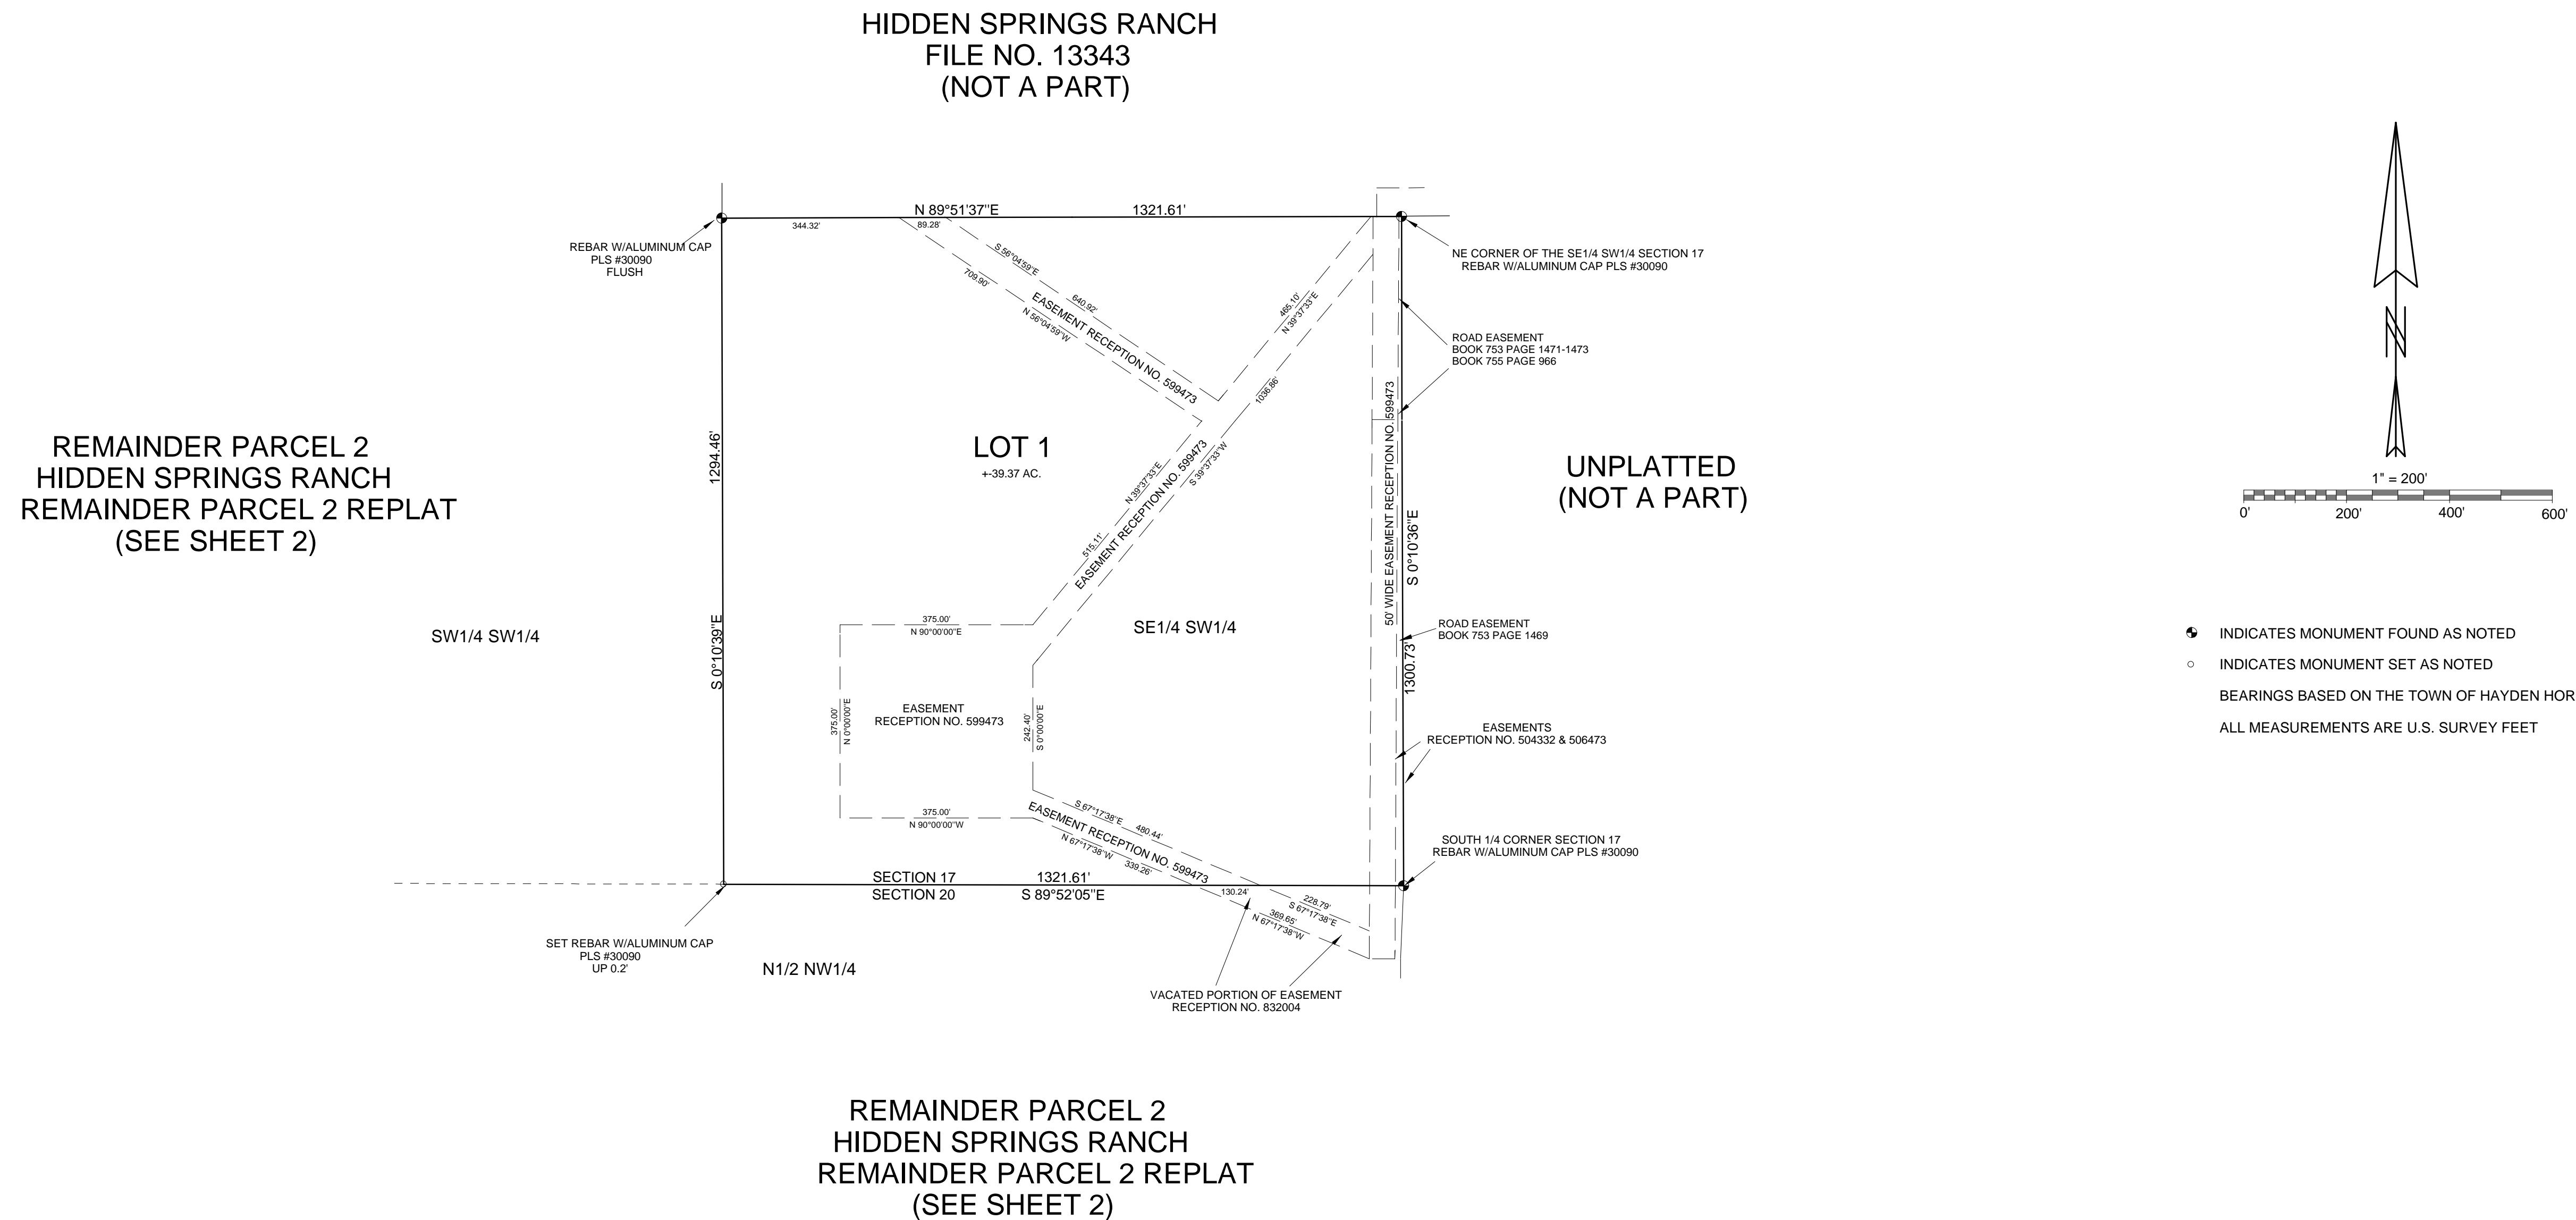 HIDDEN SPRINGS RANCH
FILE NO. 13343
(NOT A PART)
N 89°51'37"E
1321.61'
344.32'
89.28'
REBAR W/ALUMINUM CAP
PLS #30090
FLUSH
NE CORNER OF THE SE1/4 SW1/4 SECTION 17
REBAR W/ALUMINUM CAP PLS #30090
S 56°04'59"E
640.92'
709.90'
EASEMENT RECEPTION NO. 599473
N 56°04'59"W
465.10'
N 39°37'33"E
1036.86'
ROAD EASEMENT
BOOK 753 PAGE 1471-1473
BOOK 755 PAGE 966
50' WIDE EASEMENT RECEPTION NO. 599473
REMAINDER PARCEL 2
HIDDEN SPRINGS RANCH
REMAINDER PARCEL 2 REPLAT
(SEE SHEET 2)
1294.46'
S 0°10'39"E
LOT 1
+-39.37 AC.
N 39°37'33"E
515.11'
EASEMENT RECEPTION NO. 599473
S 39°37'33"W
UNPLATTED
(NOT A PART)
S 0°10'36"E
1300.73'
N
1" = 200'
0' 200' 400' 600'
SW1/4 SW1/4
SE1/4 SW1/4
375.00'
N 90°00'00"E
ROAD EASEMENT
BOOK 753 PAGE 1469
INDICATES MONUMENT FOUND AS NOTED
INDICATES MONUMENT SET AS NOTED
BEARINGS BASED ON THE TOWN OF HAYDEN HOR
ALL MEASUREMENTS ARE U.S. SURVEY FEET
375.00'
N 0°00'00"E
EASEMENT
RECEPTION NO. 599473
242.40'
S 0°00'00"E
EASEMENTS
RECEPTION NO. 504332 & 506473
375.00'
N 90°00'00"W
S 67°17'38"E
480.44'
EASEMENT RECEPTION NO. 599473
N 67°17'38"W
339.26'
SOUTH 1/4 CORNER SECTION 17
REBAR W/ALUMINUM CAP PLS #30090
SECTION 17
1321.61'
SECTION 20
S 89°52'05"E
130.24'
228.79'
S 67°17'38"E
369.65'
N 67°17'38"W
SET REBAR W/ALUMINUM CAP
PLS #30090
UP 0.2'
N1/2 NW1/4
VACATED PORTION OF EASEMENT
RECEPTION NO. 832004
REMAINDER PARCEL 2
HIDDEN SPRINGS RANCH
REMAINDER PARCEL 2 REPLAT
(SEE SHEET 2)